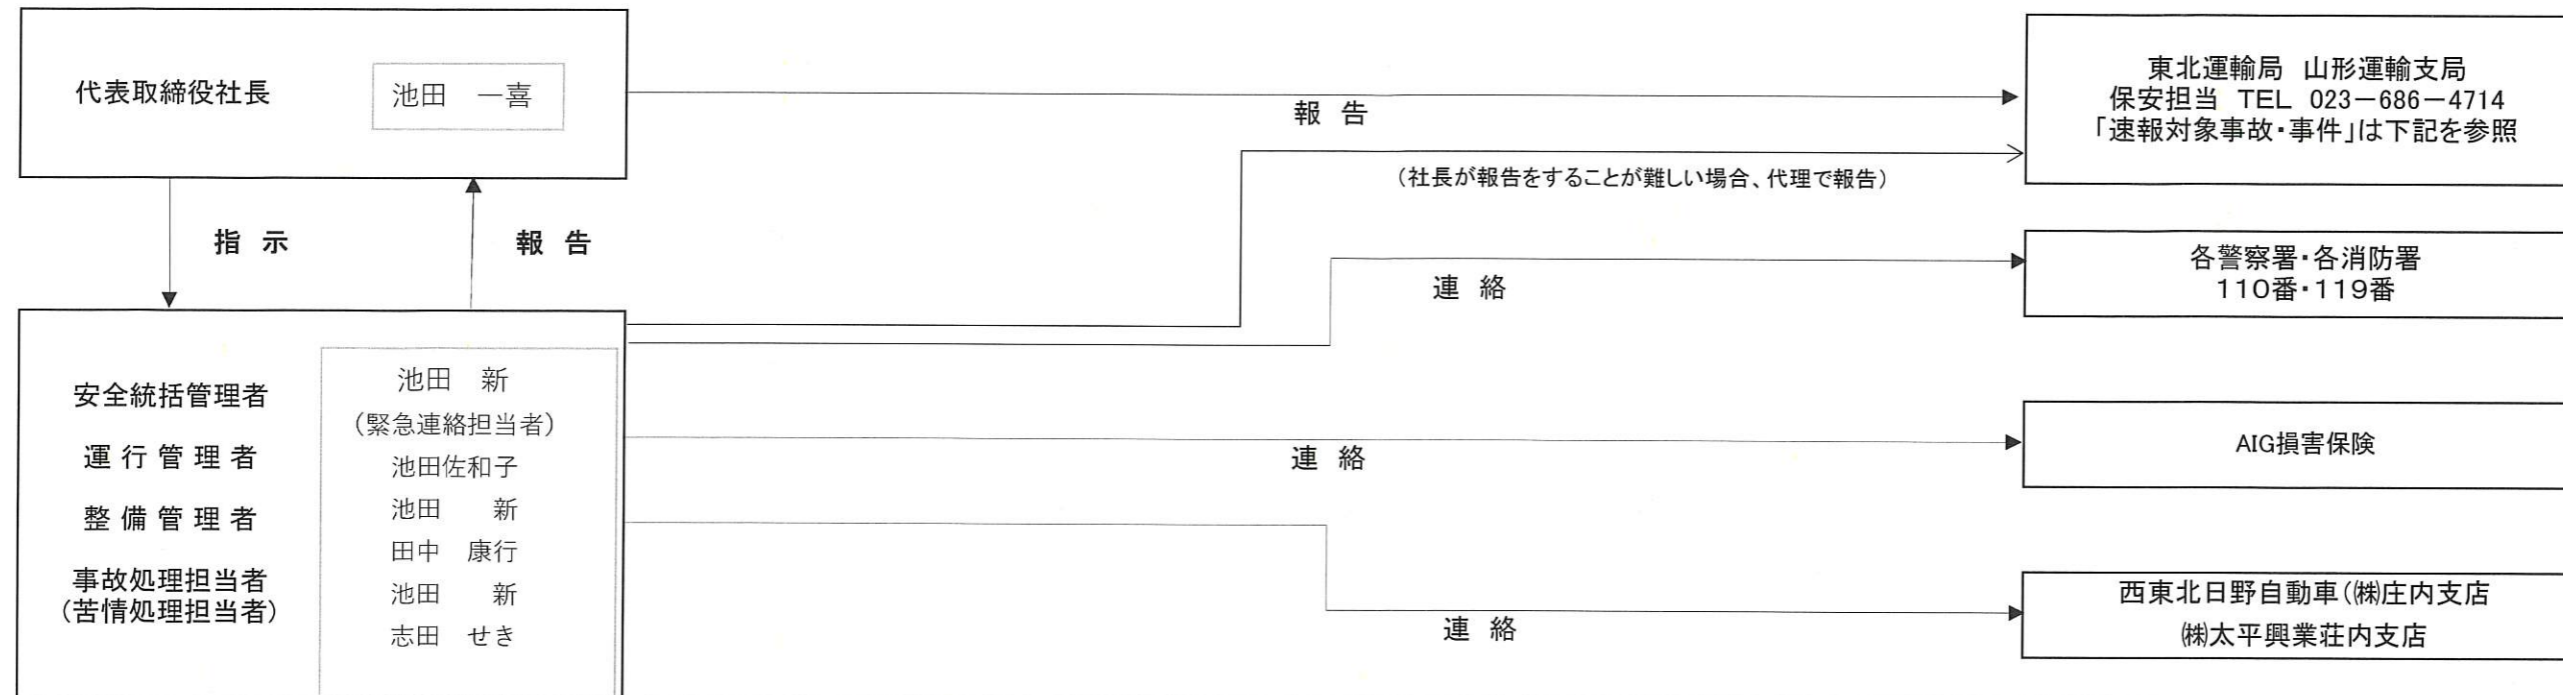 代表取締役社長
池田　一喜
報 告
東北運輸局　山形運輸支局
保安担当　TEL　023－686－4714
「速報対象事故・事件」は下記を参照
（社長が報告をすることが難しい場合、代理で報告）
指 示
報 告
連 絡
各警察署・各消防署
110番・119番
安全統括管理者
運 行 管 理 者
整 備 管 理 者
事故処理担当者
（苦情処理担当者）
池田　新
（緊急連絡担当者）
池田佐和子
池田　　新
田中　康行
池田　　新
志田　せき
連 絡
AIG損害保険
連 絡
西東北日野自動車（㈱庄内支店
㈱太平興業荘内支店